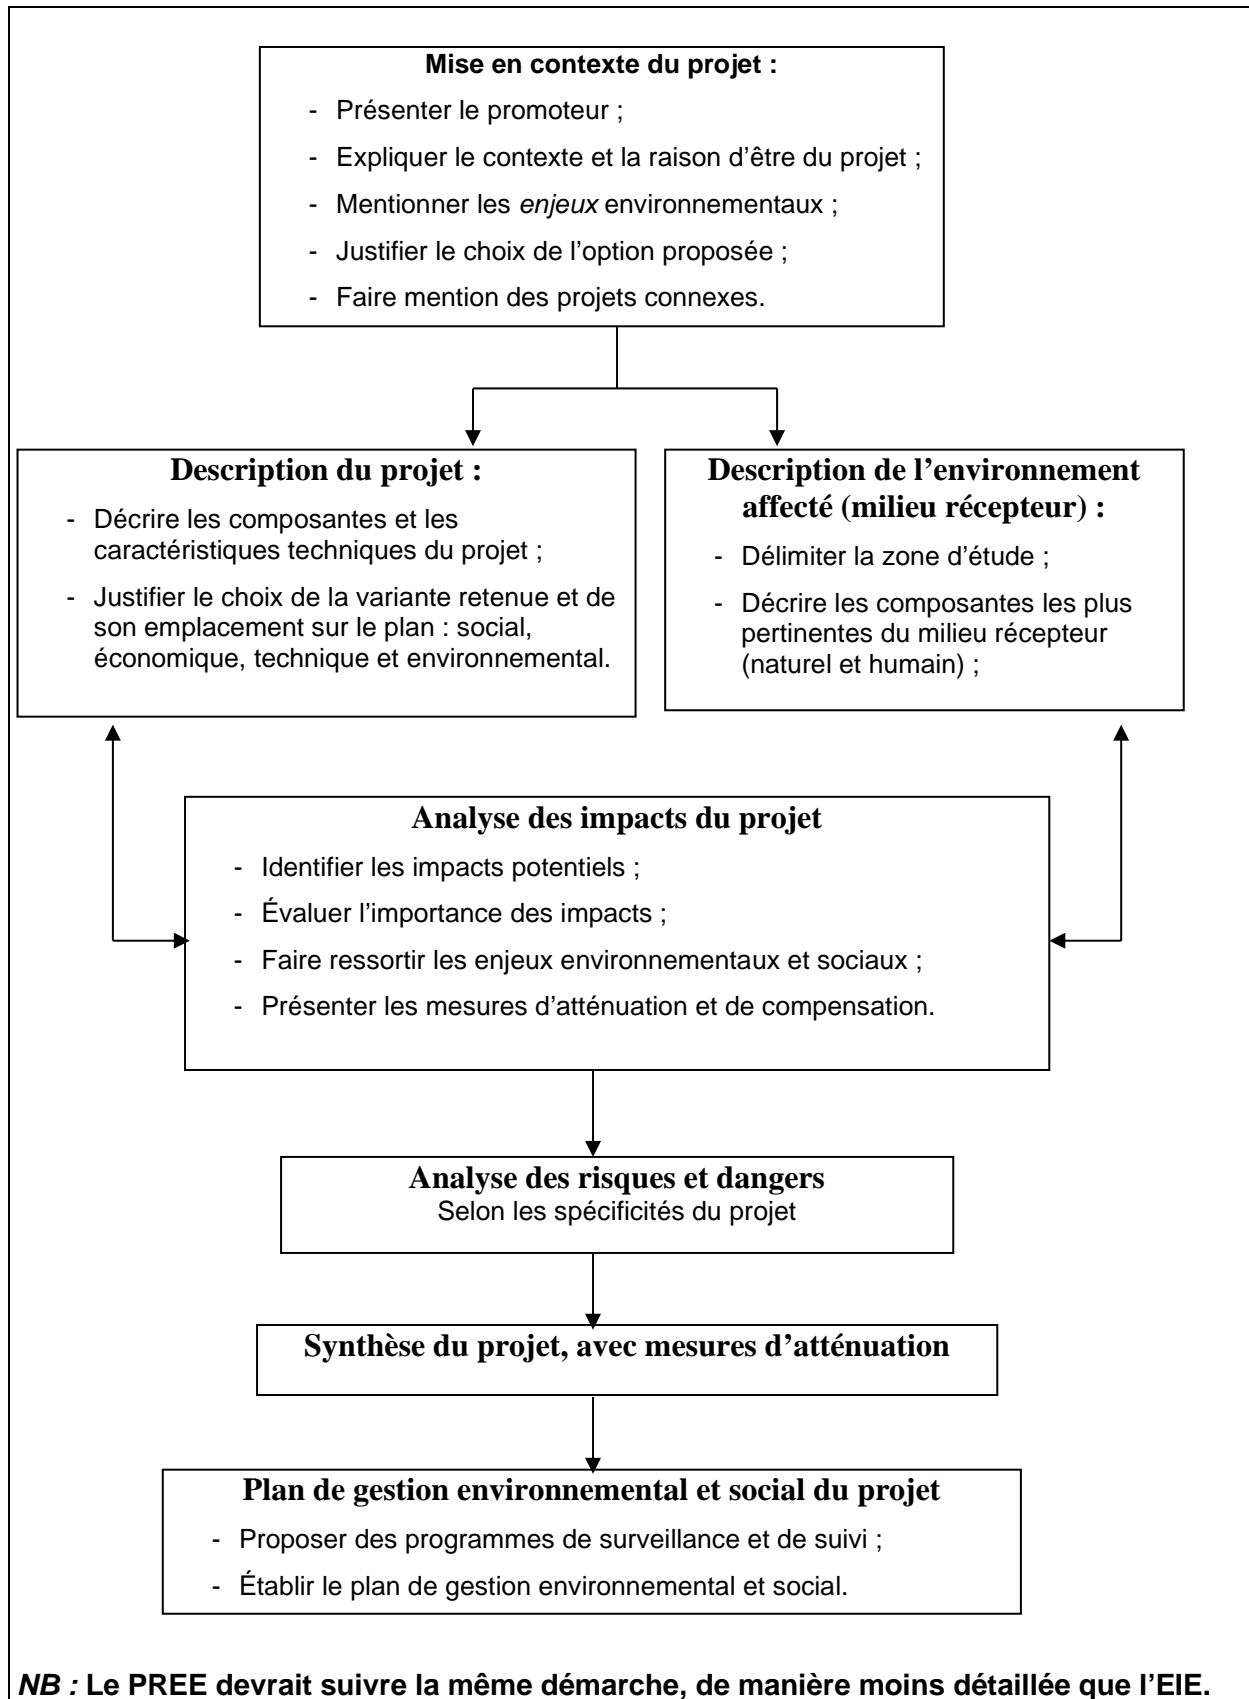 Mise en contexte du projet :
- Présenter le promoteur ;
- Expliquer le contexte et la raison d’être du projet ;
- Mentionner les enjeux environnementaux ;
- Justifier le choix de l’option proposée ;
- Faire mention des projets connexes.
Description du projet :
- Décrire les composantes et les
caractéristiques techniques du projet ;
- Justifier le choix de la variante retenue et de
son emplacement sur le plan : social,
économique, technique et environnemental.
Description de l’environnement
affecté (milieu récepteur) :
- Délimiter la zone d’étude ;
- Décrire les composantes les plus
pertinentes du milieu récepteur
(naturel et humain) ;
Analyse des impacts du projet
- Identifier les impacts potentiels ;
- Évaluer l’importance des impacts ;
- Faire ressortir les enjeux environnementaux et sociaux ;
- Présenter les mesures d’atténuation et de compensation.
Analyse des risques et dangers
Selon les spécificités du projet
Synthèse du projet, avec mesures d’atténuation
Plan de gestion environnemental et social du projet
- Proposer des programmes de surveillance et de suivi ;
- Établir le plan de gestion environnemental et social.
NB : Le PREE devrait suivre la même démarche, de manière moins détaillée que l’EIE.